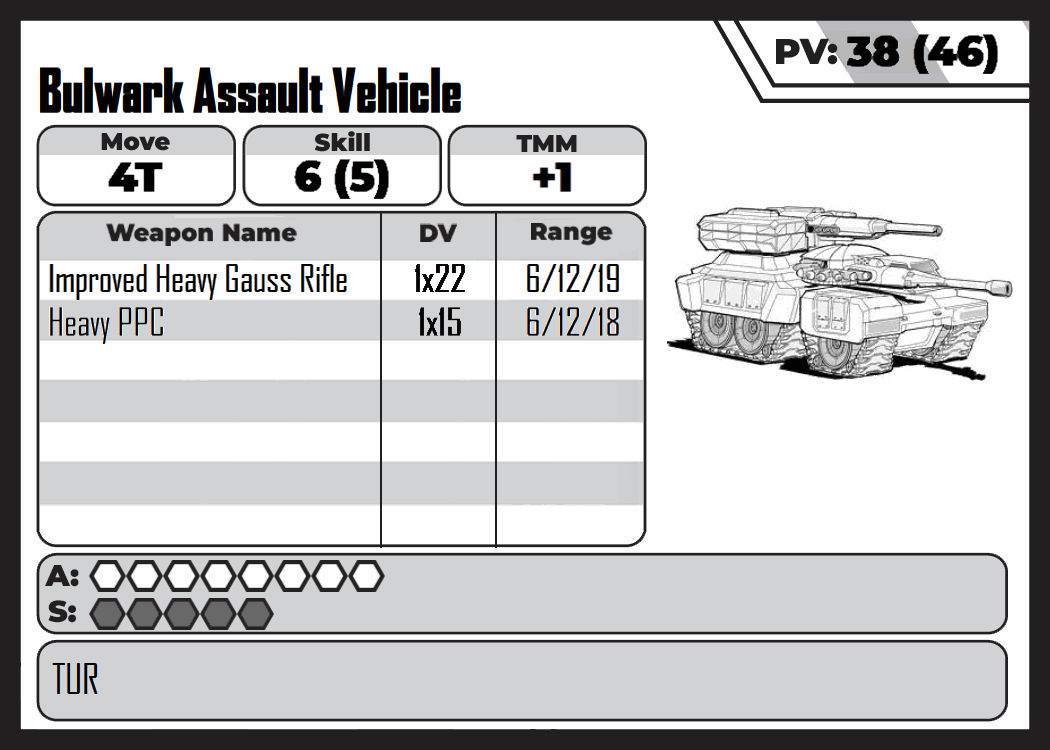 PV: 38 (46)
Bulwark Assault Vehicle
Move Skill TMM
4T 6 (5) +1
Weapon Name DV Range
Improved Heavy Gauss Rifle 1x22 6/12/19
Heavy PPC 1x15 6/12/18
A:
S:
TUR